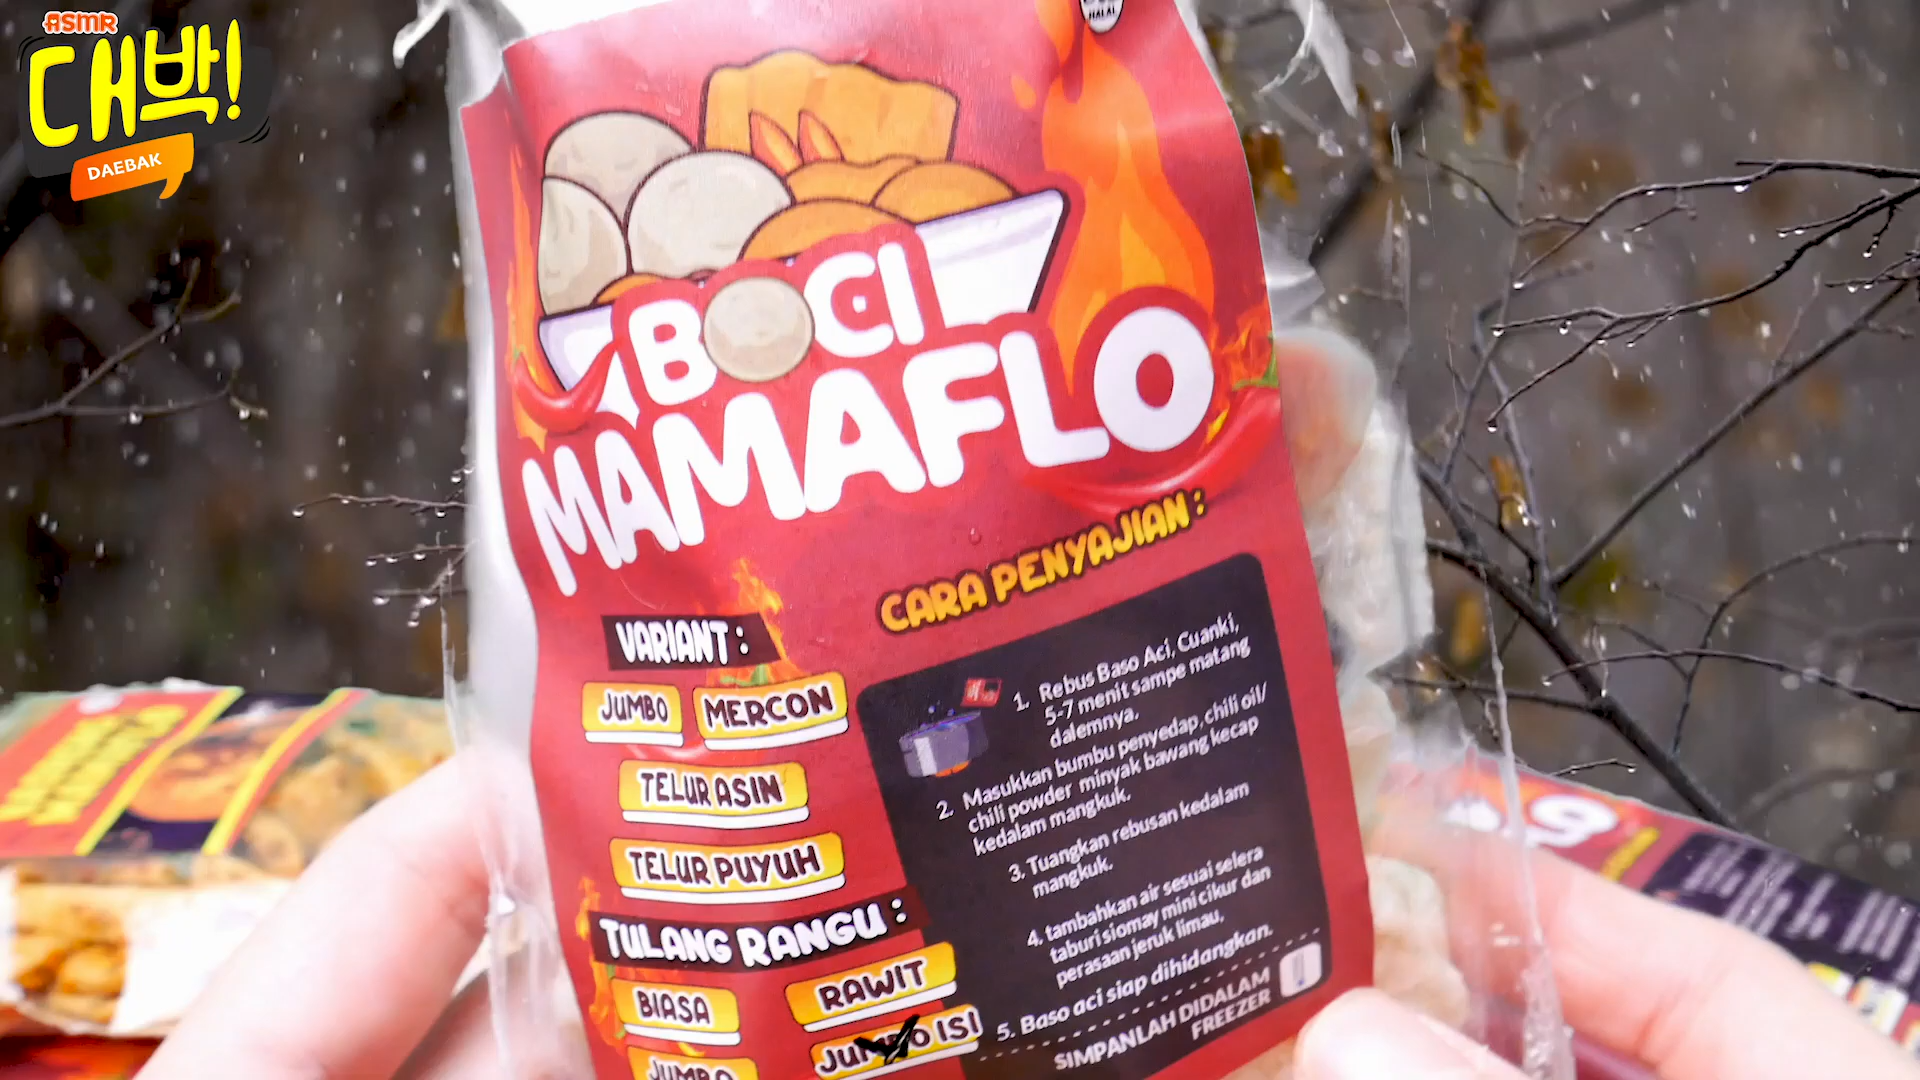 ASMR
대박!
DAEBAK
HALAL
BOCI
MAMAFLO
CARA PENYAJIAN :
VARIANT :
JUMBO
MERCON
TELUR ASIN
TELUR PUYUH
TULANG RANGU :
BIASA
RAWIT
JUMBO
JUMBO ISI
1. Rebus Baso Aci, Cuanki,
5-7 menit sampe matang
dalemnya.
2. Masukkan bumbu penyedap, chili oil/
chili powder minyak bawang kecap
kedalam mangkuk.
3. Tuangkan rebusan kedalam
mangkuk.
4. tambahkan air sesuai selera
taburi siomay mini cikur dan
perasaan jeruk limau.
5. Baso aci siap dihidangkan.
SIMPANLAH DIDALAM
FREEZER
9